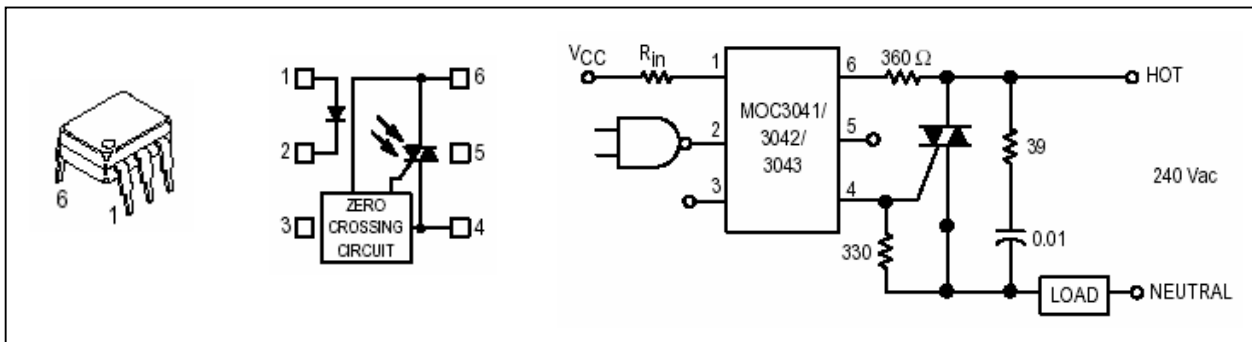 6
1
1
2
3
6
5
4
ZERO
CROSSING
CIRCUIT
VCC
Rin
1
2
3
MOC3041/
3042/
3043
6
5
4
360 Ω
HOT
39
240 Vac
330
0.01
LOAD
NEUTRAL